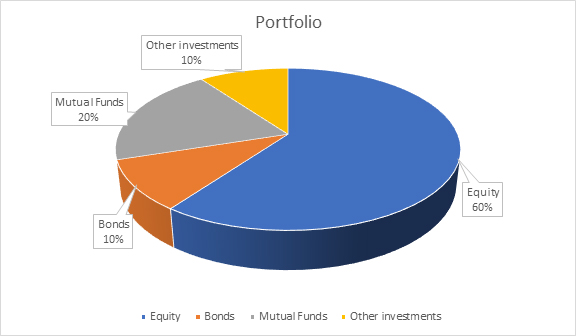 Portfolio
Other investments
10%
Mutual Funds
20%
Equity
60%
Bonds
10%
Equity Bonds Mutual Funds Other investments